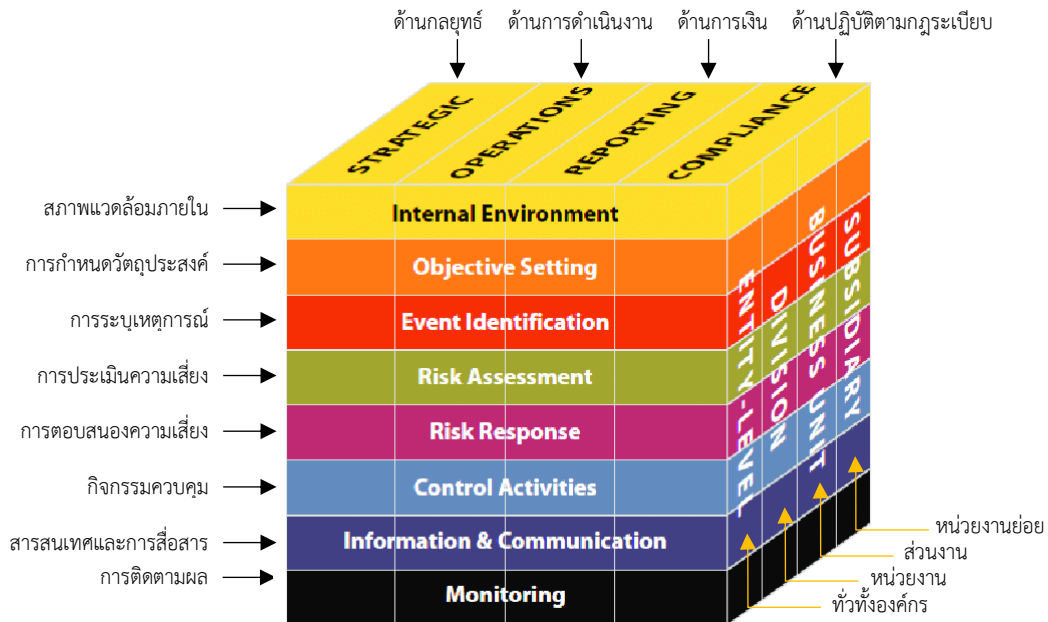 ด้านกลยุทธ์ ด้านการดำเนินงาน ด้านการเงิน ด้านปฏิบัติตามกฎระเบียบ
STRATEGIC
OPERATIONS
REPORTING
COMPLIANCE
สภาพแวดล้อมภายใน
Internal Environment
การกำหนดวัตถุประสงค์
Objective Setting
การระบุเหตุการณ์
Event Identification
การประเมินความเสี่ยง
Risk Assessment
การตอบสนองความเสี่ยง
Risk Response
กิจกรรมควบคุม
Control Activities
สารสนเทศและการสื่อสาร
Information & Communication
การติดตามผล
Monitoring
ENTITY-LEVEL
DIVISION
BUSINESS UNIT
SUBSIDIARY
หน่วยงานย่อย
ส่วนงาน
หน่วยงาน
ทั่วทั้งองค์กร